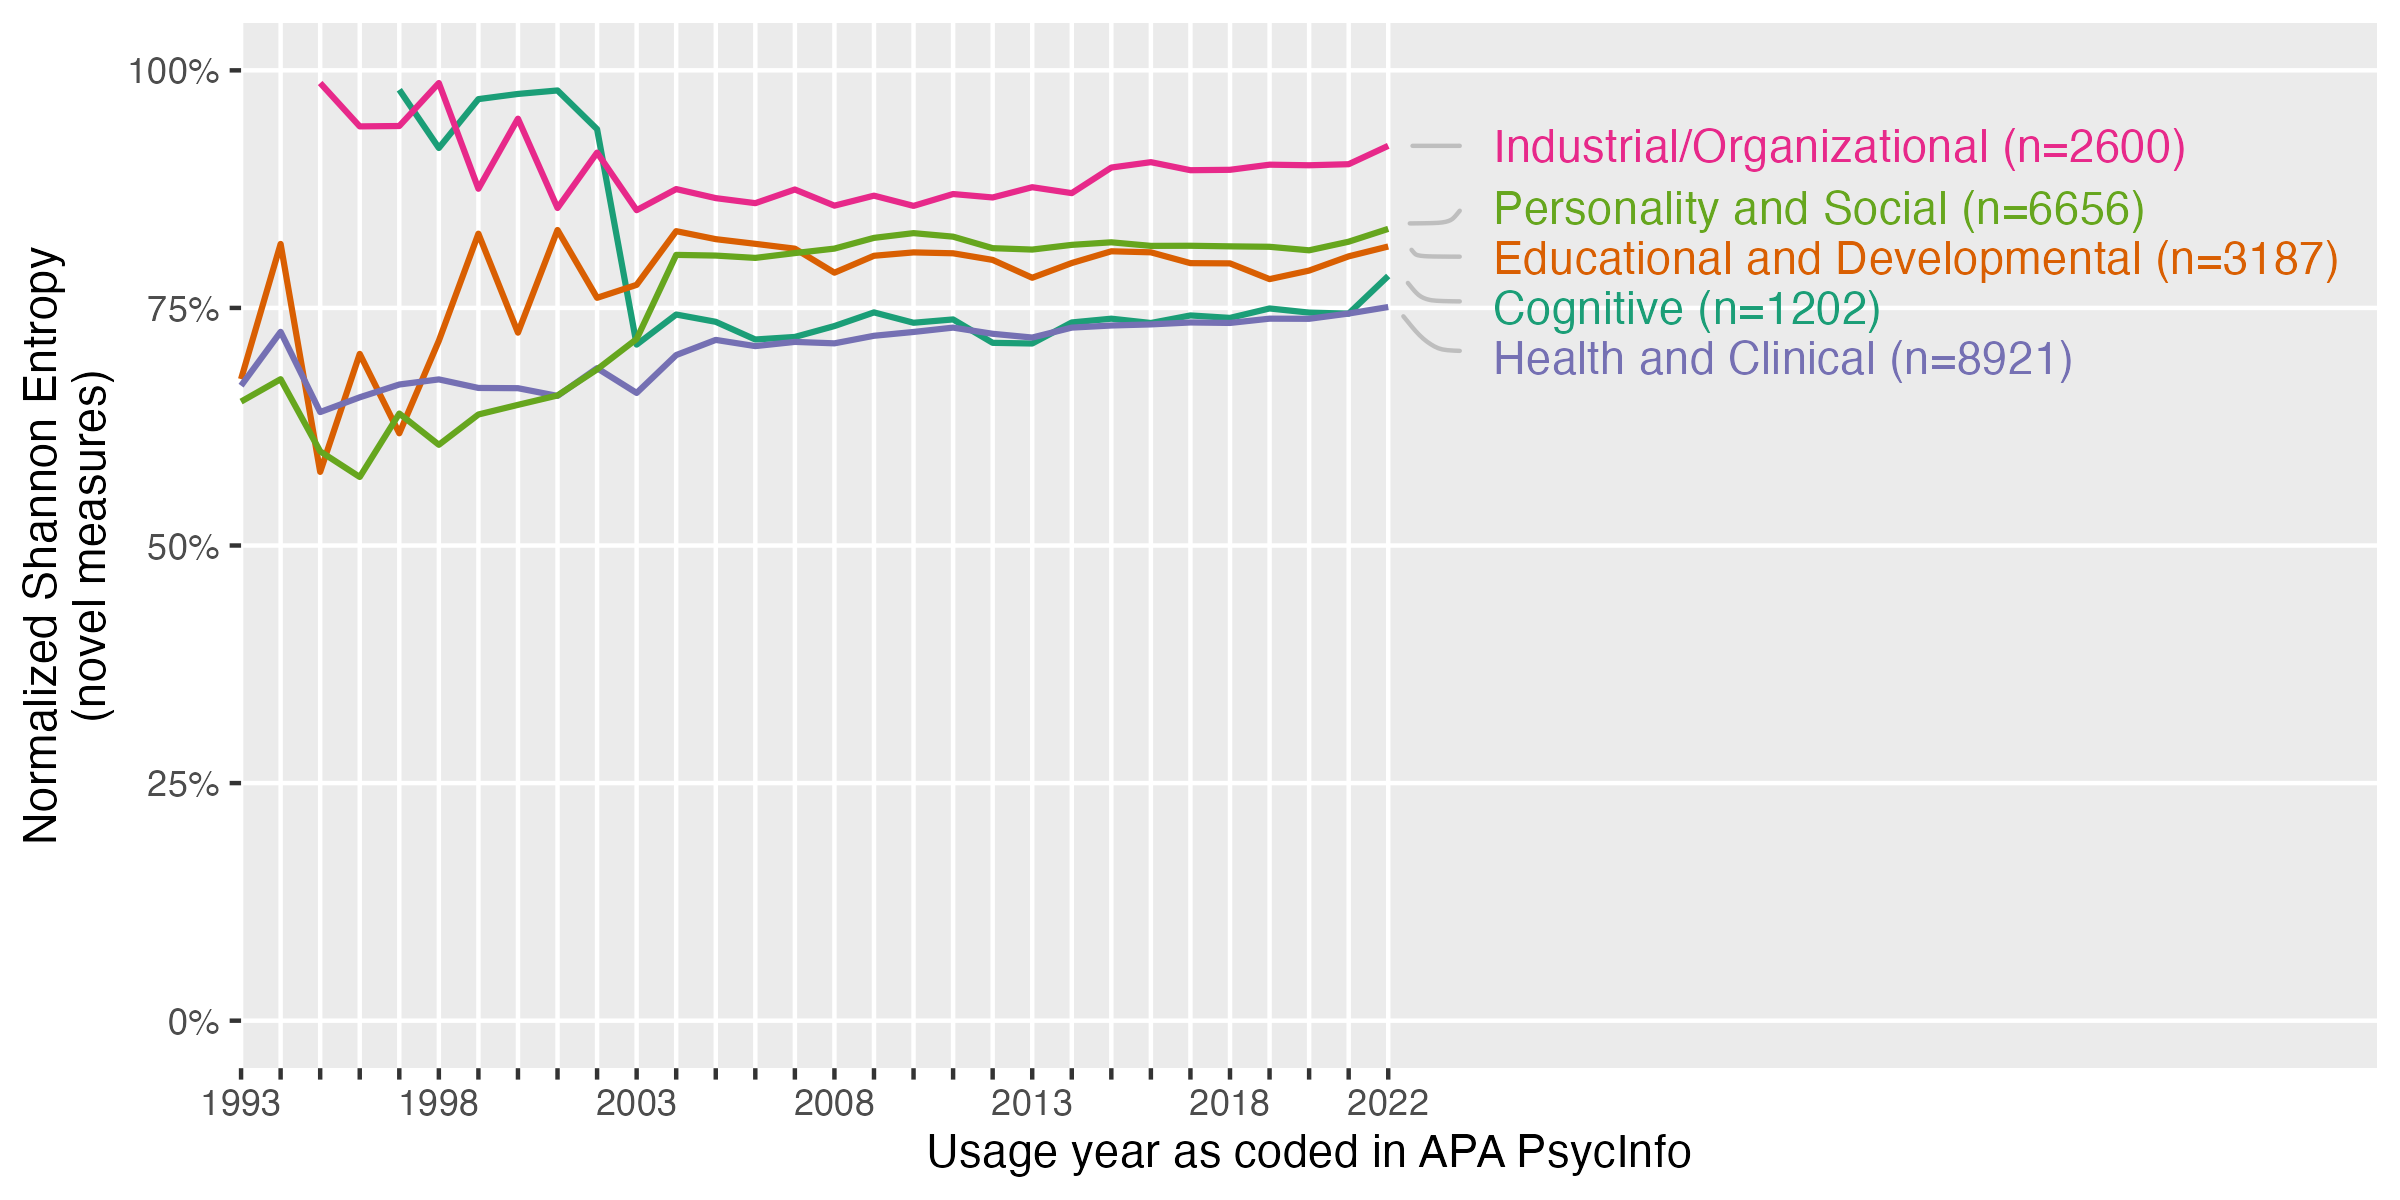 Normalized Shannon Entropy
(novel measures)
100%
75%
50%
25%
0%
Industrial/Organizational (n=2600)
Personality and Social (n=6656)
Educational and Developmental (n=3187)
Cognitive (n=1202)
Health and Clinical (n=8921)
1993 1998 2003 2008 2013 2018 2022
Usage year as coded in APA PsycInfo